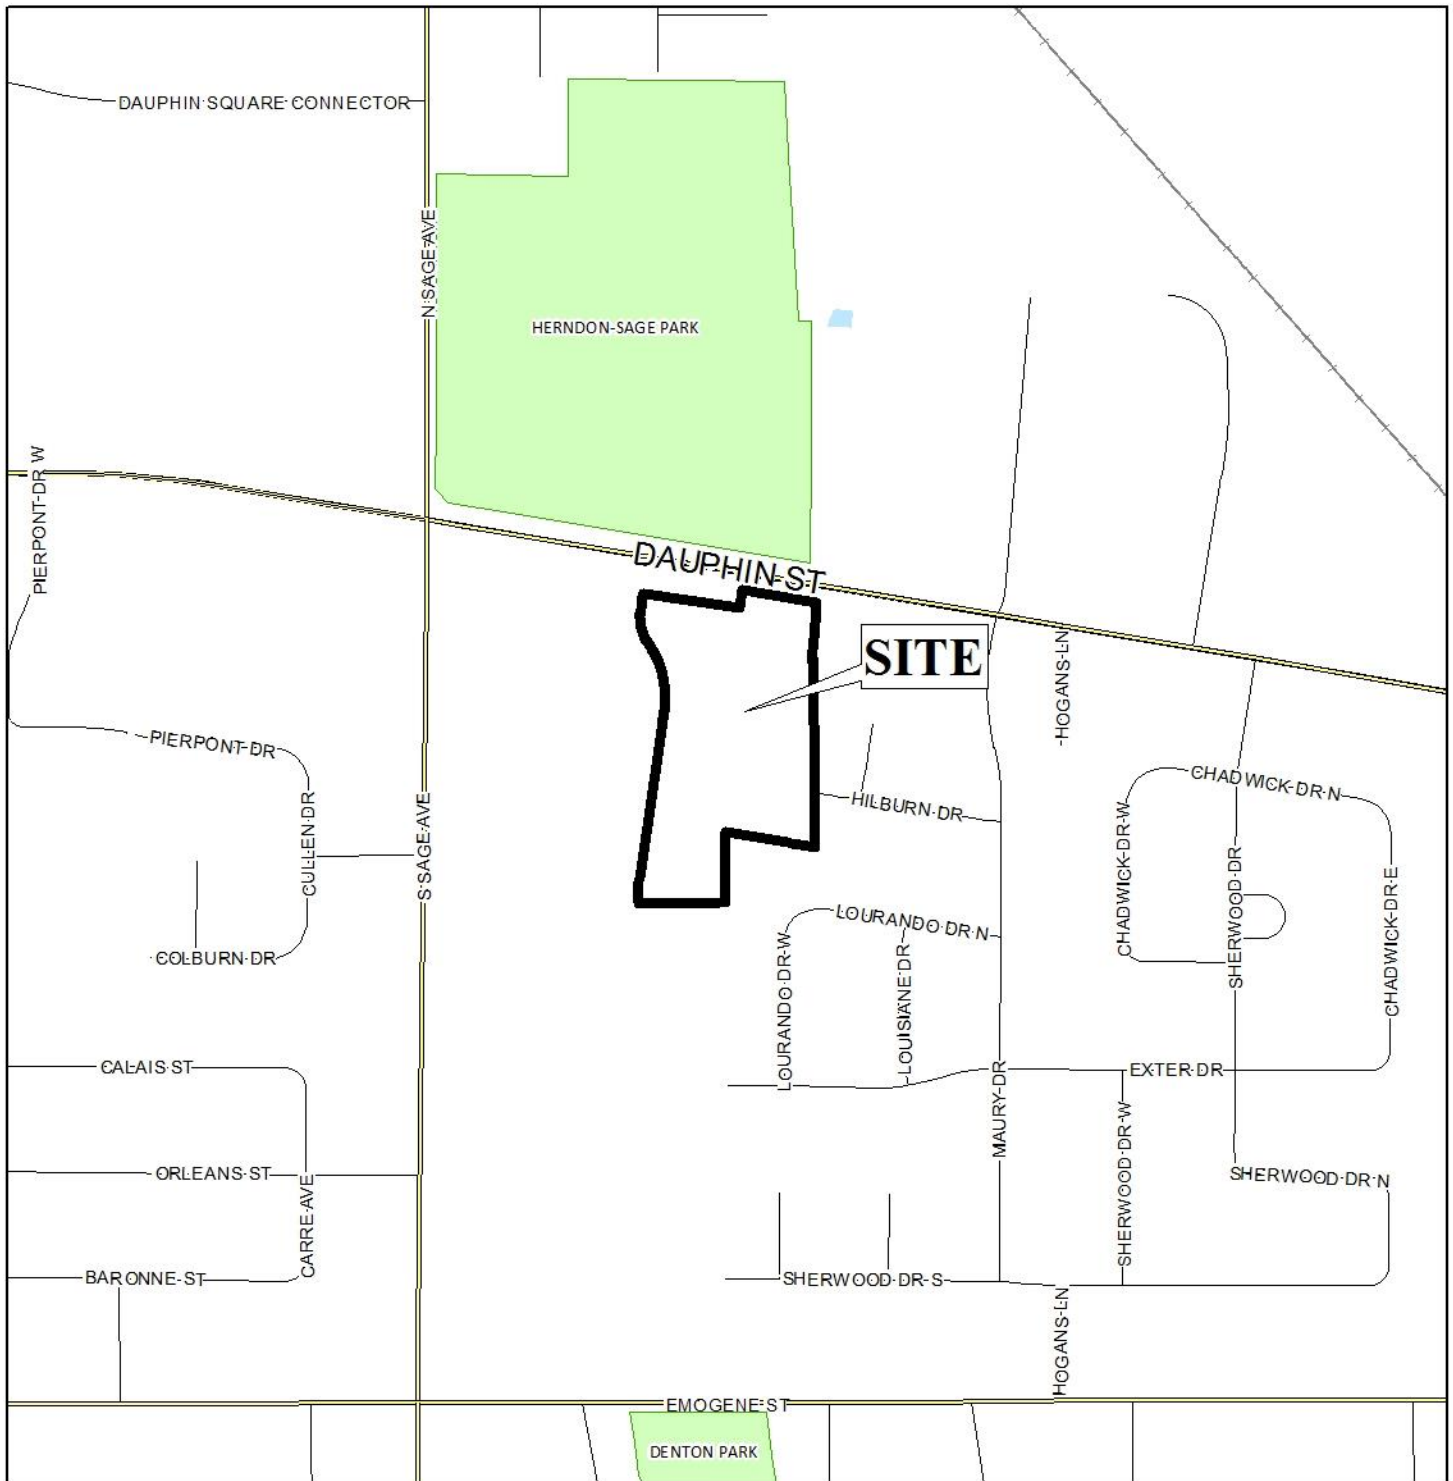 DAUPHIN SQUARE CONNECTOR
N SAGE AVE
HERNDON-SAGE PARK
PIERPONT DR W
DAUPHIN ST
SITE
HOGANS LN
PIERPONT DR
CULLEN DR
S SAGE AVE
HILBURN DR
CHADWICK DR N
CHADWICK DR W
SHERWOOD DR
CHADWICK DR E
COLBURN DR
LOURANDO DR N
LOURANDO DR W
LOUISIANE DR
CALAIS ST
EXTER DR
MAURY DR
SHERWOOD DR W
ORLEANS ST
CARRE AVE
SHERWOOD DR N
BARONNE ST
SHERWOOD DR S
HOGANS LN
EMOGENE ST
DENTON PARK